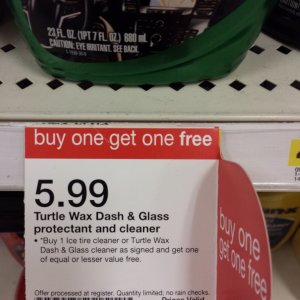 23 FL. OZ. (1PT 7 FL. OZ.) 680 mL
CAUTION: EYE IRRITANT. SEE BACK.
buy one get one free
5.99
Turtle Wax Dash & Glass
protectant and cleaner
• *Buy 1 Ice tire cleaner or Turtle Wax
Dash & Glass cleaner as signed and get one
of equal or lesser value free.
Offer processed at register. Quantity limited; no rain checks.
Prices Valid
buy one
get one free